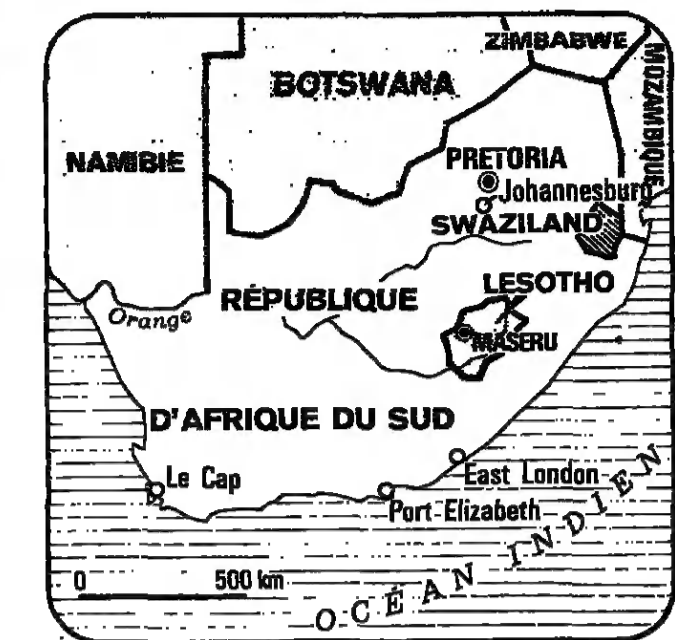 ZIMBABWE
MOZAMBIQUE
BOTSWANA
NAMIBIE
PRETORIA
Johannesburg
SWAZILAND
LESOTHO
RÉPUBLIQUE
Orange
MASERU
D'AFRIQUE DU SUD
Le Cap
East London
Port-Elizabeth
OCÉAN INDIEN
0 500 km